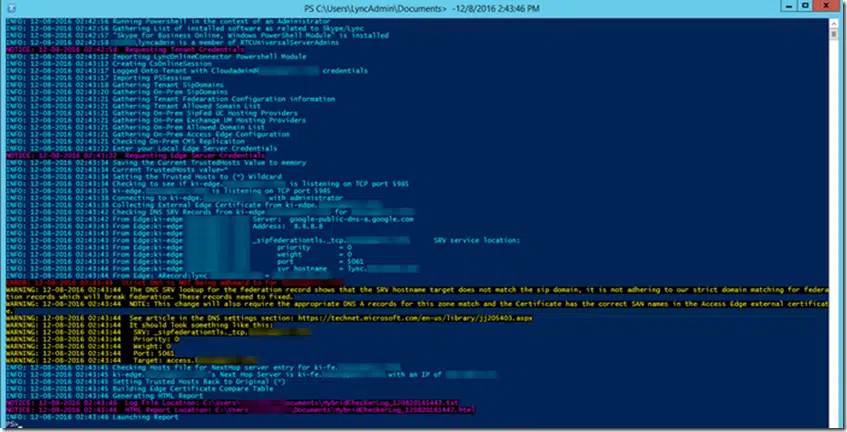 PS C:\Users\LyncAdmin\Documents> -12/8/2016 2:43:46 PM
INFO: 12-08-2016 02:42:56 Running Powershell in the context of an Administrator
INFO: 12-08-2016 02:42:56 Gathering List of installed software as related to Skype/Lync
INFO: 12-08-2016 02:42:57 "Skype for Business Online, Windows PowerShell Module" is installed
INFO: lyncadmin is a member of RTCUniversalServerAdmins
NOTICE: 12-08-2016 02:42:58 Requesting Tenant Credentials
INFO: 12-08-2016 02:43:12 Importing LyncOnlineConnector Powershell Module
INFO: 12-08-2016 02:43:12 Creating CsOnlineSession
INFO: 12-08-2016 02:43:17 Logged Onto Tenant with Cloudadmin@ credentials
INFO: 12-08-2016 02:43:17 Importing PSSession
INFO: 12-08-2016 02:43:18 Gathering Tenant SipDomains
INFO: 12-08-2016 02:43:20 Gathering On-Prem SipDomains
INFO: 12-08-2016 02:43:21 Gathering Tenant Federation Configuration information
INFO: 12-08-2016 02:43:21 Gathering Tenant Allowed Domain List
INFO: 12-08-2016 02:43:21 Gathering On-Prem SipFed UC Hosting Providers
INFO: 12-08-2016 02:43:21 Gathering On-Prem Exchange UM Hosting Providers
INFO: 12-08-2016 02:43:21 Gathering On-Prem Allowed Domain List
INFO: 12-08-2016 02:43:21 Gathering On-Prem Access Edge Configuration
INFO: 12-08-2016 02:43:21 Checking On-Prem CMS Replicaiton
INFO: 12-08-2016 02:43:22 Enter your Local Edge Server Credentials
NOTICE: 12-08-2016 02:43:22 Requesting Edge Server Credentials
INFO: 12-08-2016 02:43:34 Saving the Current TrustedHosts Value to memory
INFO: 12-08-2016 02:43:34 Current TrustedHosts value=*
INFO: 12-08-2016 02:43:34 Setting the Trusted Hosts to (*) Wildcard
INFO: 12-08-2016 02:43:34 Checking to see if ki-edge. is listening on TCP port 5985
INFO: 12-08-2016 02:43:35 ki-edge. is listening on TCP port 5985
INFO: 12-08-2016 02:43:38 Connecting to ki-edge. with administrator
INFO: 12-08-2016 02:43:38 Collecting External Edge Certificate from ki-edge.
INFO: 12-08-2016 02:43:42 Checking DNS SRV Records from ki-edge for
INFO: 12-08-2016 02:43:42 From Edge:ki-edge Server: google-public-dns-a.google.com
INFO: 12-08-2016 02:43:43 From Edge:ki-edge Address: 8.8.8.8
INFO: 12-08-2016 02:43:43 From Edge:ki-edge
INFO: 12-08-2016 02:43:43 From Edge:ki-edge _sipfederationtls._tcp. SRV service location:
INFO: 12-08-2016 02:43:43 From Edge:ki-edge priority = 0
INFO: 12-08-2016 02:43:43 From Edge:ki-edge weight = 0
INFO: 12-08-2016 02:43:44 From Edge:ki-edge port = 5061
INFO: 12-08-2016 02:43:44 From Edge:ki-edge svr hostname = lync.
INFO: 12-08-2016 02:43:44 From Edge: ARecord:lync =
ERROR: 12-08-2016 02:43:44 Strict DNS is NOT being adheard to for
WARNING: 12-08-2016 02:43:44 The DNS SRV lookup for the federation record shows that the SRV hostname target does not match the sip domain, it is not adhering to our strict domain matching for federa
tion records which will break federation. These records need to fixed.
WARNING: 12-08-2016 02:43:44 NOTE: This change will also require the appropriate DNS A records for this zone match and the Certificate has the correct SAN names in the Access Edge external certificat
e.
WARNING: 12-08-2016 02:43:44 See article in the DNS settings section: https://technet.microsoft.com/en-us/library/jj205403.aspx
WARNING: 12-08-2016 02:43:44 It should look something like this:
WARNING: 12-08-2016 02:43:44 SRV: _sipfederationtls._tcp.
WARNING: 12-08-2016 02:43:44 Priority: 0
WARNING: 12-08-2016 02:43:44 Weight: 0
WARNING: 12-08-2016 02:43:44 Port: 5061
WARNING: 12-08-2016 02:43:44 Target: access.
INFO: 12-08-2016 02:43:45 Checking Hosts file for NextHop server entry for ki-fe.
INFO: 12-08-2016 02:43:45 ki-edge. 's Next Hop Server is ki-fe. with an IP of
INFO: 12-08-2016 02:43:45 Setting Trusted Hosts Back to Original (*)
INFO: 12-08-2016 02:43:45 Building Edge Certificate Compare Table
INFO: 12-08-2016 02:43:46 Generating HTML Report
NOTICE: 12-08-2016 02:43:46 Log File Location: C:\Users\ Documents\HybridCheckerLog_120820161447.txt
NOTICE: 12-08-2016 02:43:46 HTML Report Location: C:\Users\ Documents\HybridCheckerLog_120820161447.html
INFO: 12-08-2016 02:43:46 Launching Report
PS>